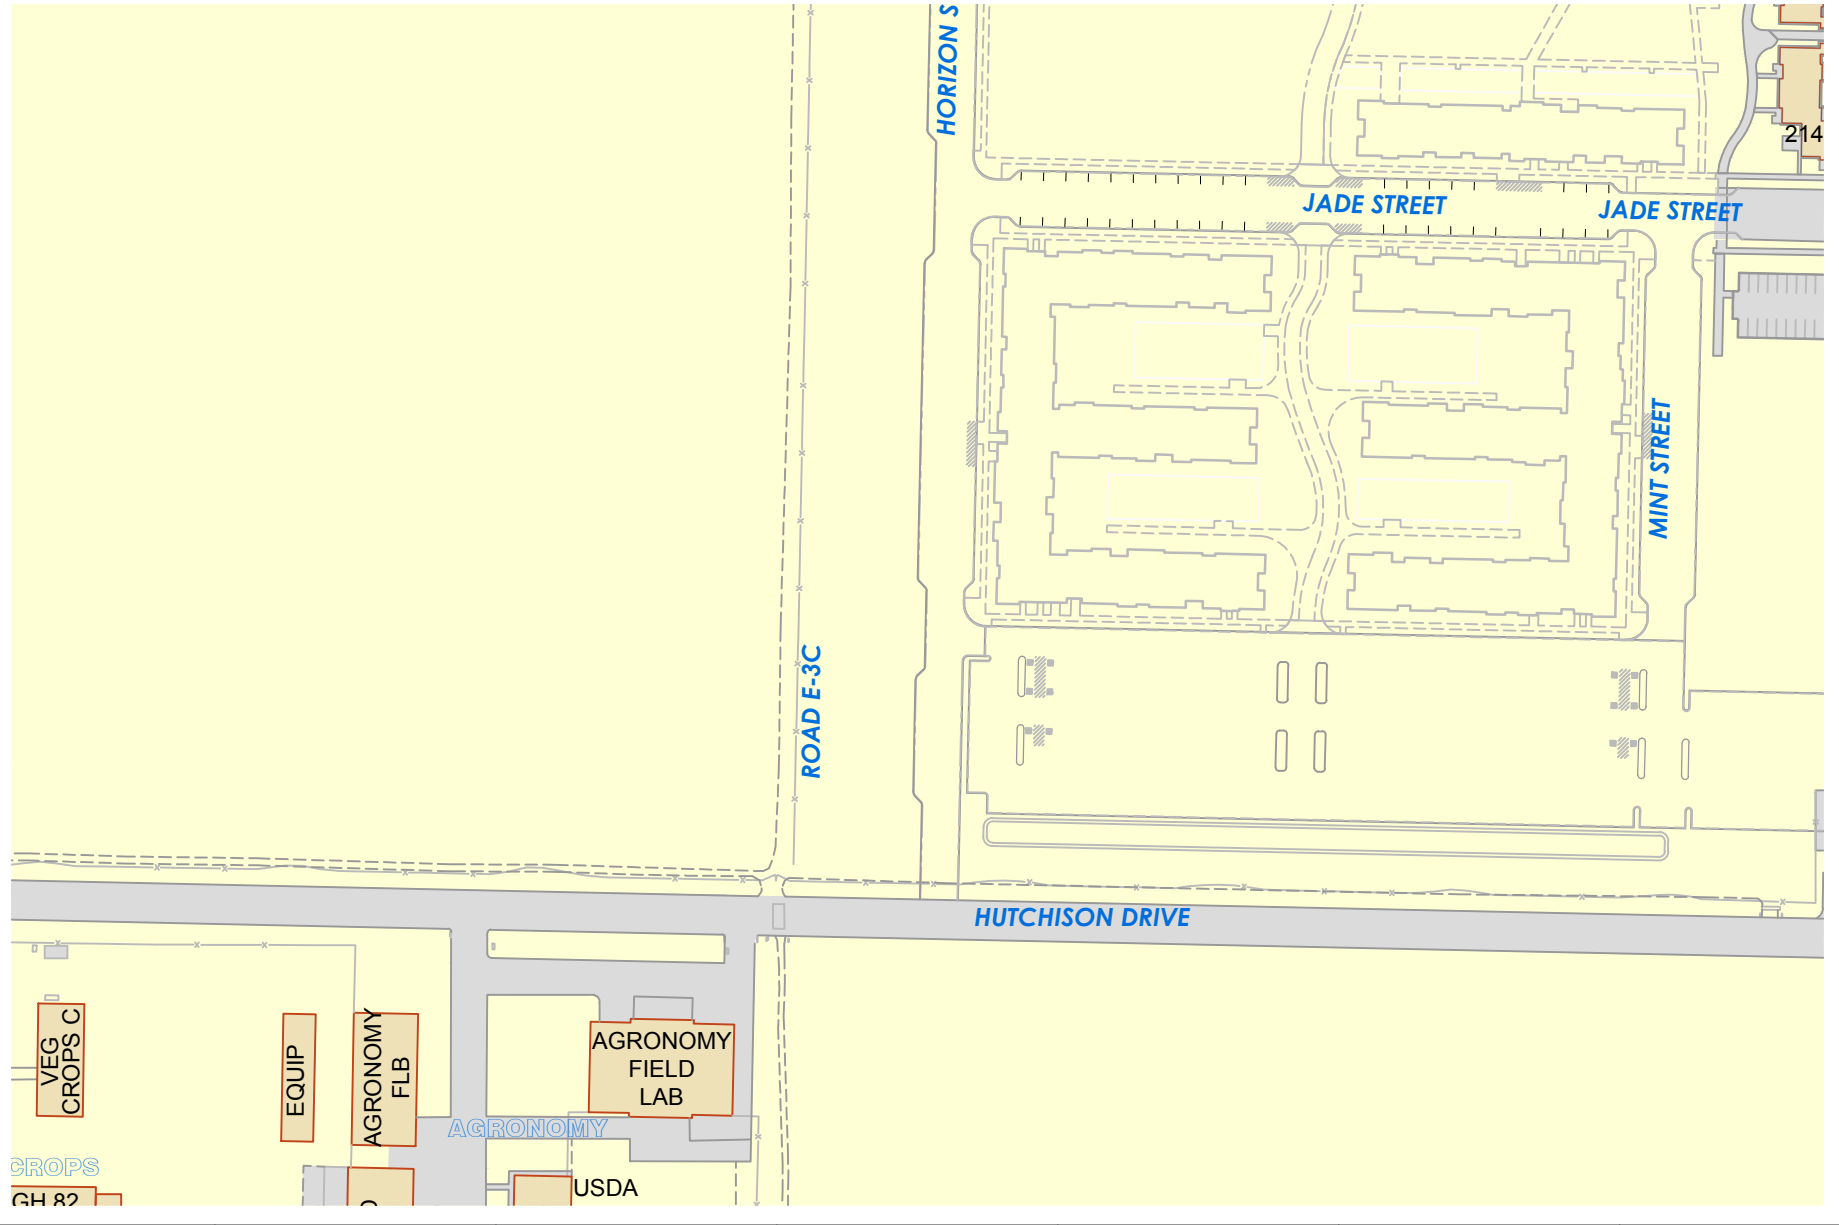 HORIZON S
214
JADE STREET
JADE STREET
MINT STREET
ROAD E-3C
HUTCHISON DRIVE
VEG
CROPS C
EQUIP
AGRONOMY
FLB
AGRONOMY
FIELD
LAB
AGRONOMY
CROPS
GH 82
USDA